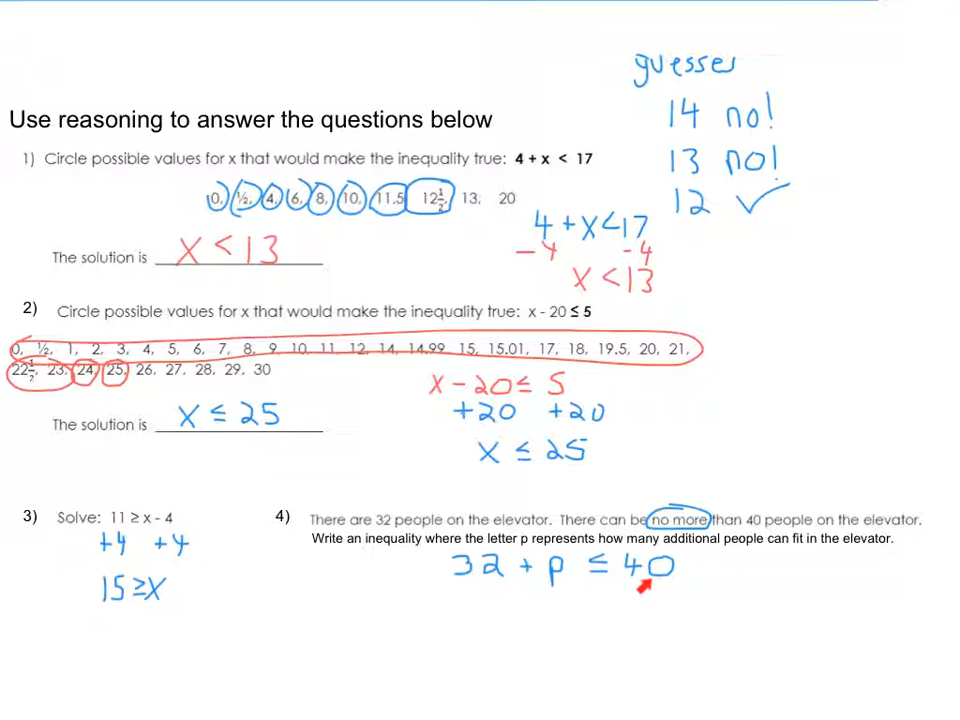 guesses
14 no!
Use reasoning to answer the questions below
13 no!
1) Circle possible values for x that would make the inequality true: 4 + x < 17
0, ½, 4, 6, 8, 10, 11.5 12½, 13, 20
12 ✓
4 + x < 17
- 4 - 4
The solution is x < 13
x < 13
2) Circle possible values for x that would make the inequality true: x - 20 ≤ 5
0, ½, 1, 2, 3, 4, 5, 6, 7, 8, 9, 10, 11, 12, 14, 14.99, 15, 15.01, 17, 18, 19.5, 20, 21,
22½, 23, 24, 25, 26, 27, 28, 29, 30
x - 20 ≤ 5
+20 +20
The solution is x ≤ 25
x ≤ 25
3) Solve: 11 ≥ x - 4
+4 +4
15 ≥ x
4) There are 32 people on the elevator. There can be no more than 40 people on the elevator.
Write an inequality where the letter p represents how many additional people can fit in the elevator.
32 + p ≤ 40